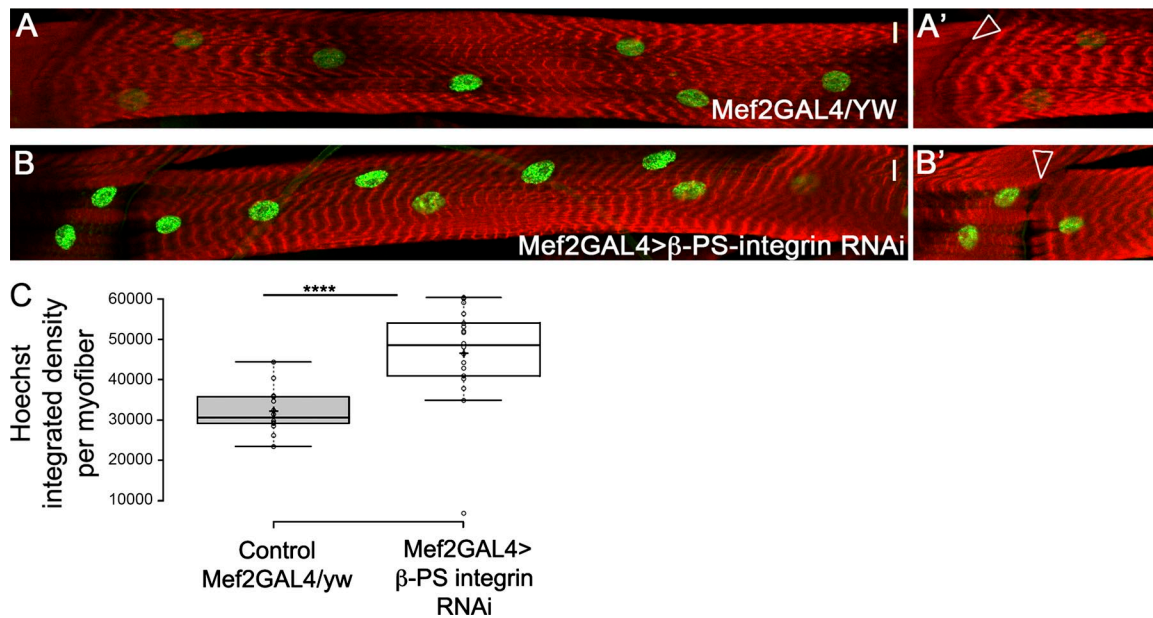 A
A’
Mef2GAL4/YW
B
B’
Mef2GAL4>β-PS-integrin RNAi
C
****
Hoechst
integrated density
per myofiber
60000
50000
40000
30000
20000
10000
Control
Mef2GAL4/yw
Mef2GAL4>
β-PS integrin
RNAi